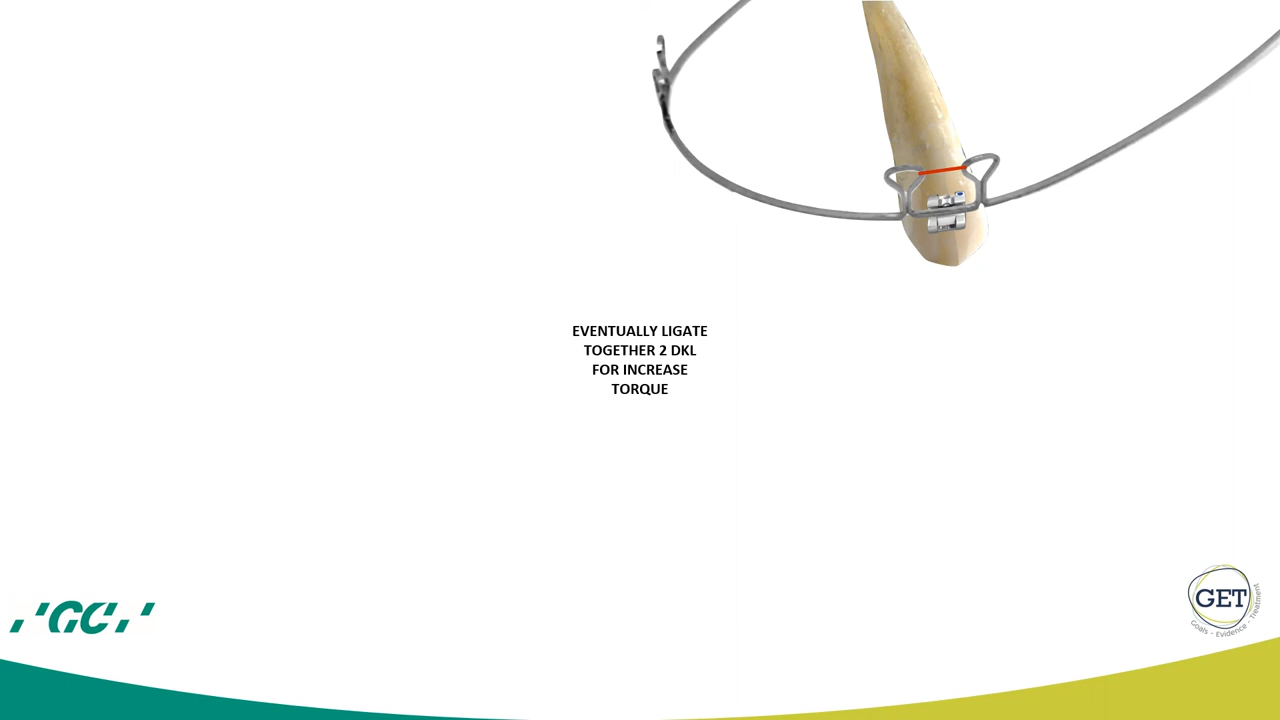 EVENTUALLY LIGATE
TOGETHER 2 DKL
FOR INCREASE
TORQUE
GC
GET
Goals - Evidence - Treatment